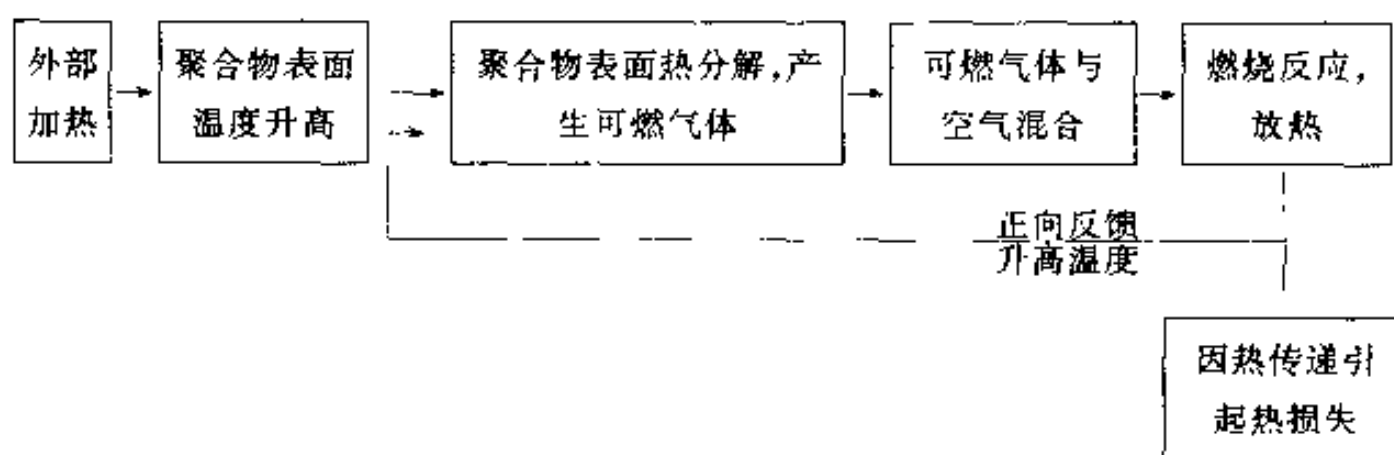 外部
加热
聚合物表面
温度升高
聚合物表面热分解,产
生可燃气体
可燃气体与
空气混合
燃烧反应,
放热
正向反馈
升高温度
因热传递引
起热损失